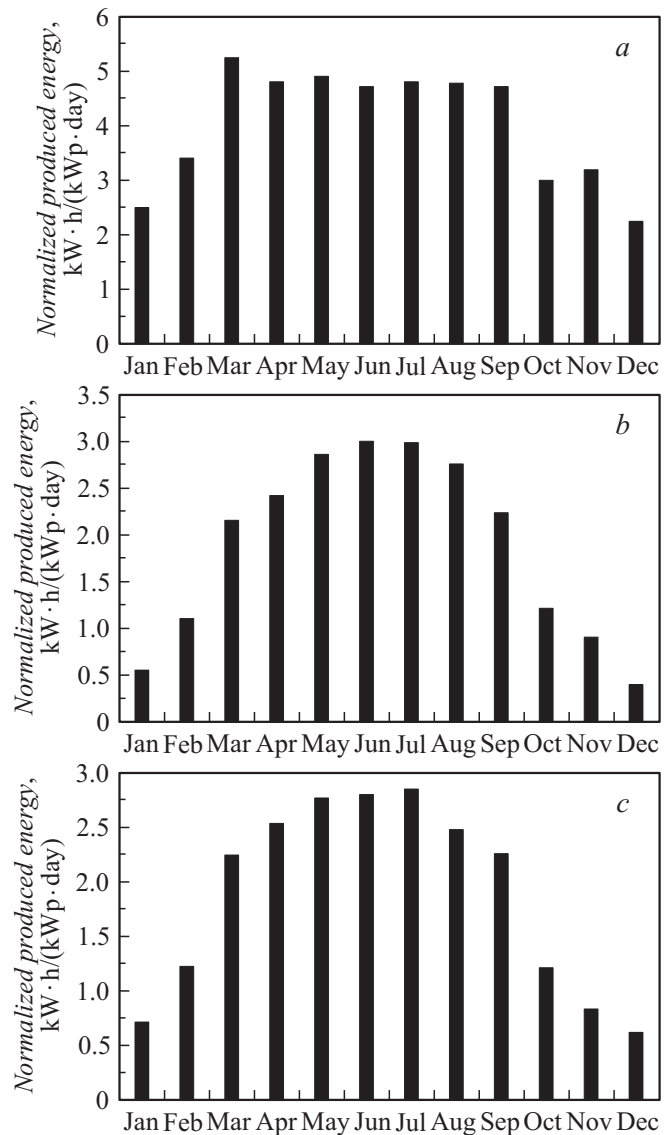 Normalized produced energy,
kW·h/(kWp·day)
6
5
4
3
2
1
0
a
Jan Feb Mar Apr May Jun Jul Aug Sep Oct Nov Dec
Normalized produced energy,
kW·h/(kWp·day)
3.5
3.0
2.5
2.0
1.5
1.0
0.5
0
b
Jan Feb Mar Apr May Jun Jul Aug Sep Oct Nov Dec
Normalized produced energy,
kW·h/(kWp·day)
3.0
2.5
2.0
1.5
1.0
0.5
0
c
Jan Feb Mar Apr May Jun Jul Aug Sep Oct Nov Dec